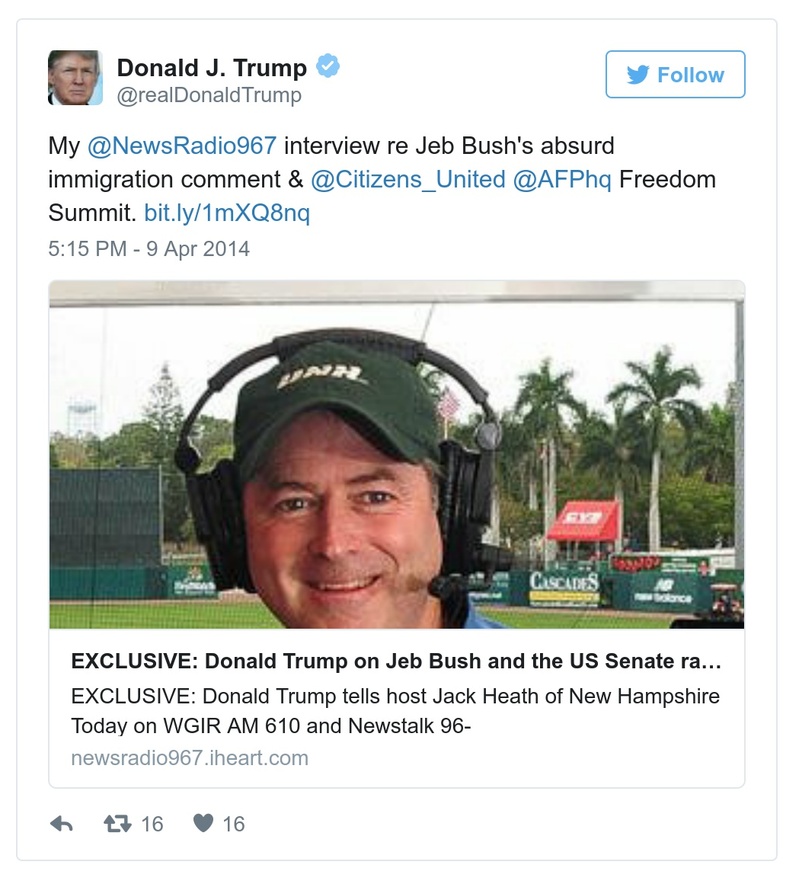 Donald J. Trump
@realDonaldTrump
Follow
My @NewsRadio967 interview re Jeb Bush's absurd
immigration comment & @Citizens_United @AFPhq Freedom
Summit. bit.ly/1mXQ8nq
5:15 PM - 9 Apr 2014
UNH
CVS
CASCADES
new balance
EXCLUSIVE: Donald Trump on Jeb Bush and the US Senate ra...
EXCLUSIVE: Donald Trump tells host Jack Heath of New Hampshire
Today on WGIR AM 610 and Newstalk 96-
newsradio967.iheart.com
16
16